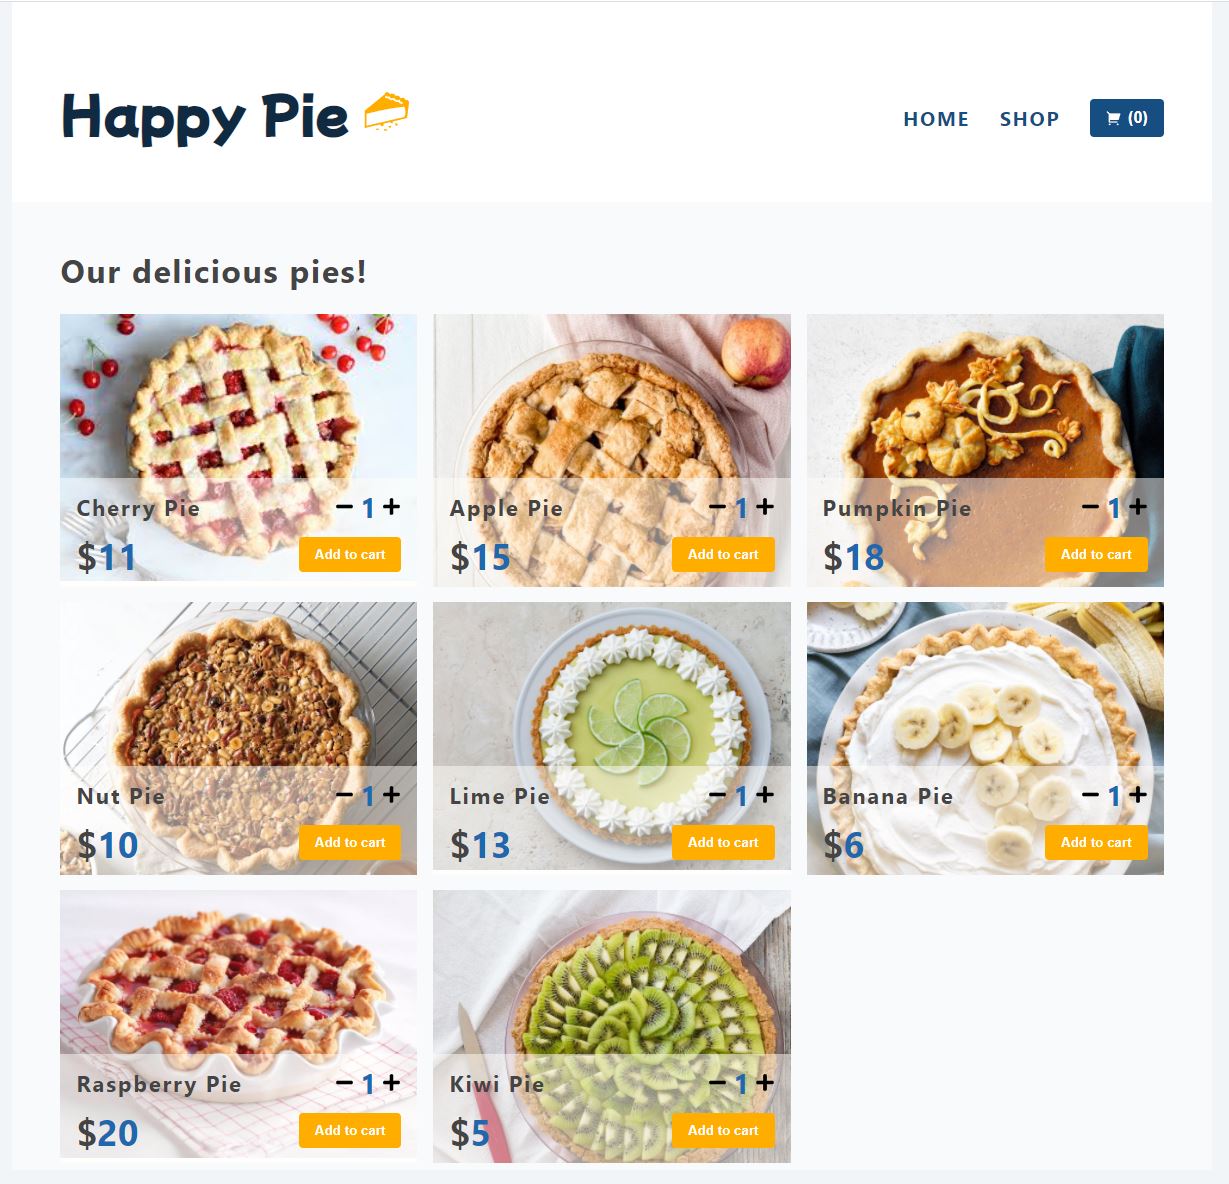 Happy Pie
HOME SHOP (0)
Our delicious pies!
Cherry Pie 1
$11 Add to cart
Apple Pie 1
$15 Add to cart
Pumpkin Pie 1
$18 Add to cart
Nut Pie 1
$10 Add to cart
Lime Pie 1
$13 Add to cart
Banana Pie 1
$6 Add to cart
Raspberry Pie 1
$20 Add to cart
Kiwi Pie 1
$5 Add to cart